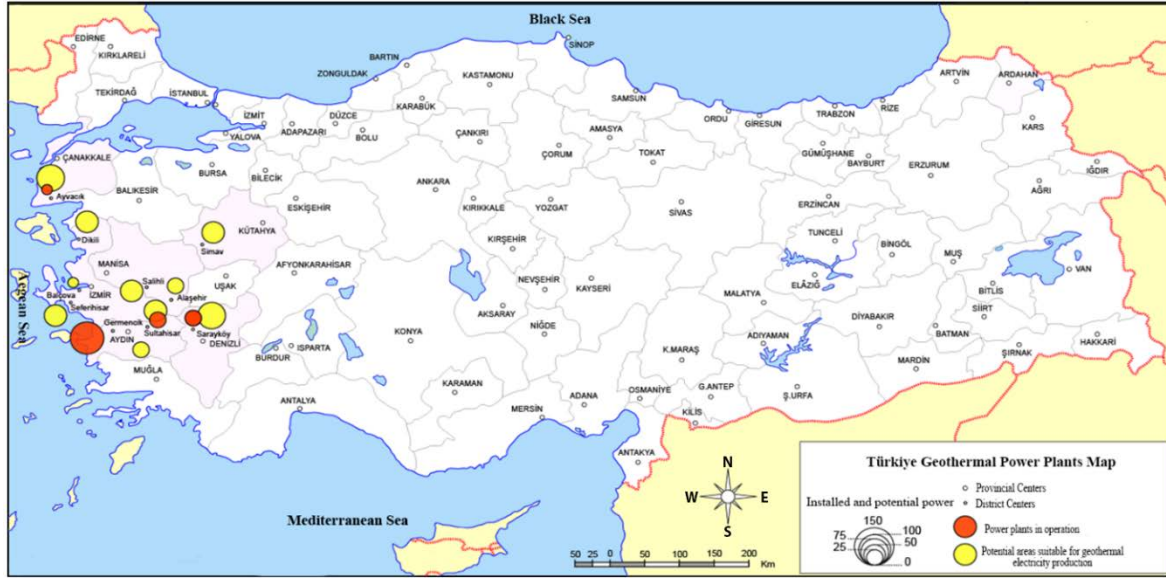 Black Sea
EDİRNE
KIRKLARELİ
TEKİRDAĞ
İSTANBUL
İZMİT
YALOVA
ADAPAZARI
DÜZCE
BOLU
ZONGULDAK
BARTIN
KARABÜK
KASTAMONU
SİNOP
ÇANKIRI
SAMSUN
AMASYA
ÇORUM
TOKAT
ORDU
GİRESUN
TRABZON
RİZE
ARTVİN
ARDAHAN
KARS
GÜMÜŞHANE
BAYBURT
ERZURUM
IĞDIR
AĞRI
ÇANAKKALE
Ayvacık
BALIKESİR
BURSA
BİLECİK
ESKİŞEHİR
ANKARA
KIRIKKALE
YOZGAT
SİVAS
ERZİNCAN
TUNCELİ
BİNGÖL
MUŞ
VAN
BİTLİS
Dikili
Simav
KÜTAHYA
KIRŞEHİR
NEVŞEHİR
KAYSERİ
MALATYA
ELÂZIĞ
SİİRT
MANİSA
Salihli
Alaşehir
UŞAK
AFYONKARAHİSAR
AKSARAY
NİĞDE
DİYABAKIR
BATMAN
HAKKARİ
ŞIRNAK
MARDİN
Aegean Sea
Balçova
İZMİR
Seferihisar
Germencik
AYDIN
Sultahisar
Sarayköy
DENİZLİ
BURDUR
ISPARTA
KONYA
ADIYAMAN
K.MARAŞ
MUĞLA
ANTALYA
KARAMAN
MERSİN
ADANA
OSMANİYE
G.ANTEP
Ş.URFA
KİLİS
ANTAKYA
Mediterranean Sea
N
W
E
S
50 25 0 50 100 150 200
Km
Türkiye Geothermal Power Plants Map
Installed and potential power
150
75
100
25
50
0
Provincial Centers
District Centers
Power plants in operation
Potential areas suitable for geothermal
electricity production